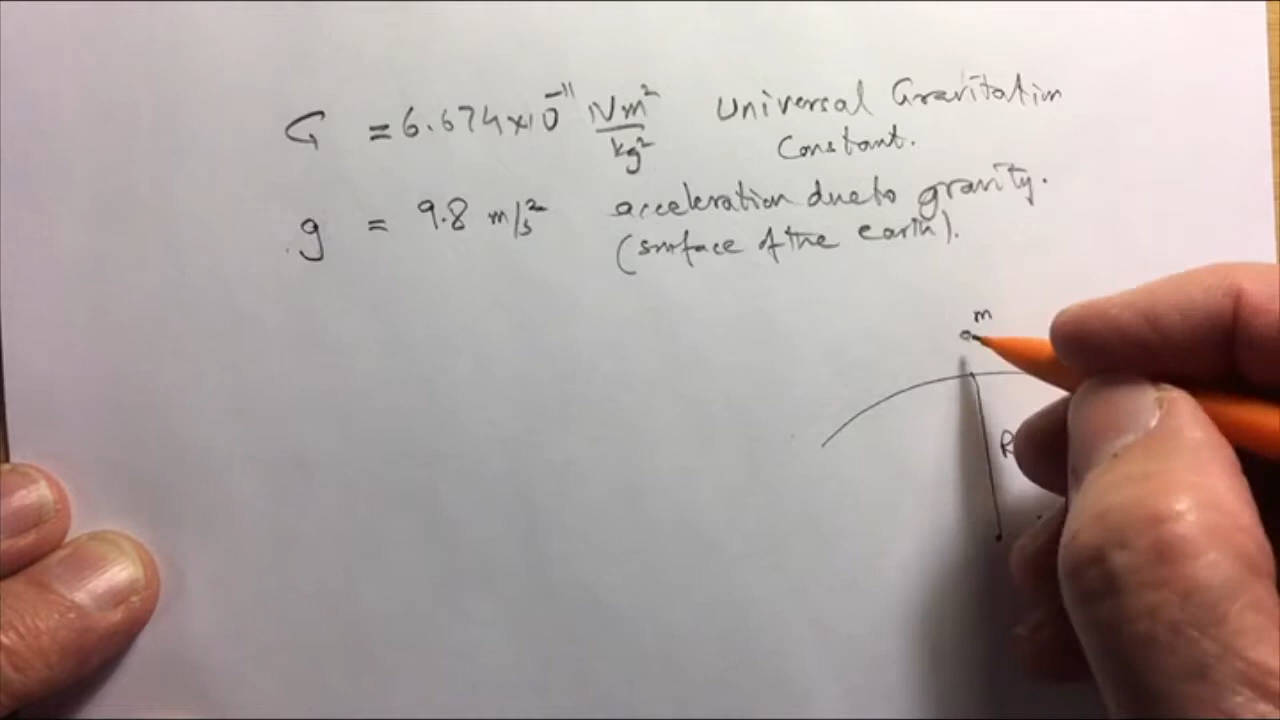 G = 6.674×10⁻¹¹ Nm²/kg² Universal Gravitation
Constant.
g = 9.8 m/s² acceleration due to gravity.
(surface of the earth).
m
R